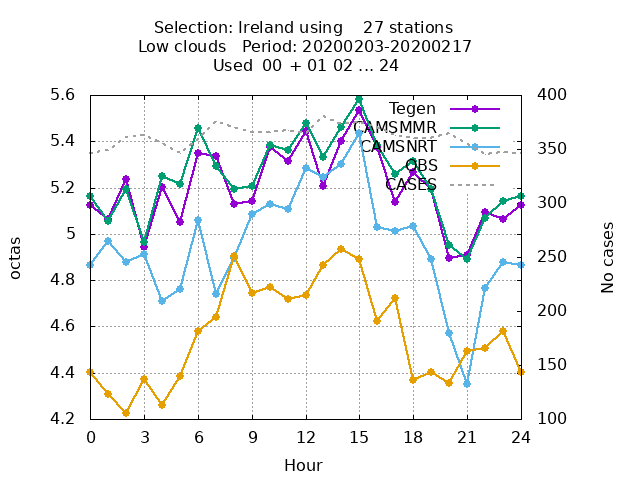 Selection: Ireland using    27 stations
Low clouds   Period: 20200203-20200217
Used  00 + 01 02 ... 24
5.6
5.4
5.2
5
4.8
4.6
4.4
4.2
octas
400
350
300
250
200
150
100
No cases
Tegen
CAMSMMR
CAMSNRT
OBS
CASES
0 3 6 9 12 15 18 21 24
Hour